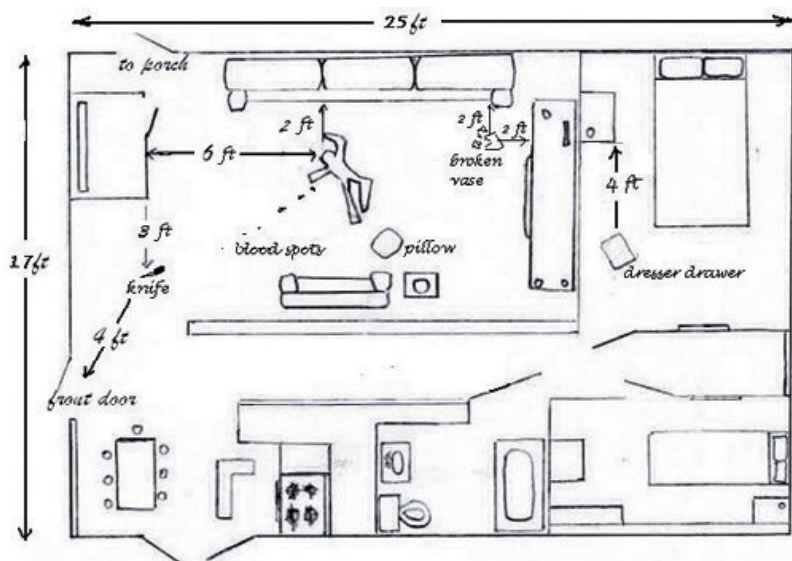 25 ft
to porch
2 ft
2 ft
2 ft
6 ft
broken
vase
4 ft
3 ft
blood spots
pillow
17 ft
knife
dresser drawer
4 ft
front door